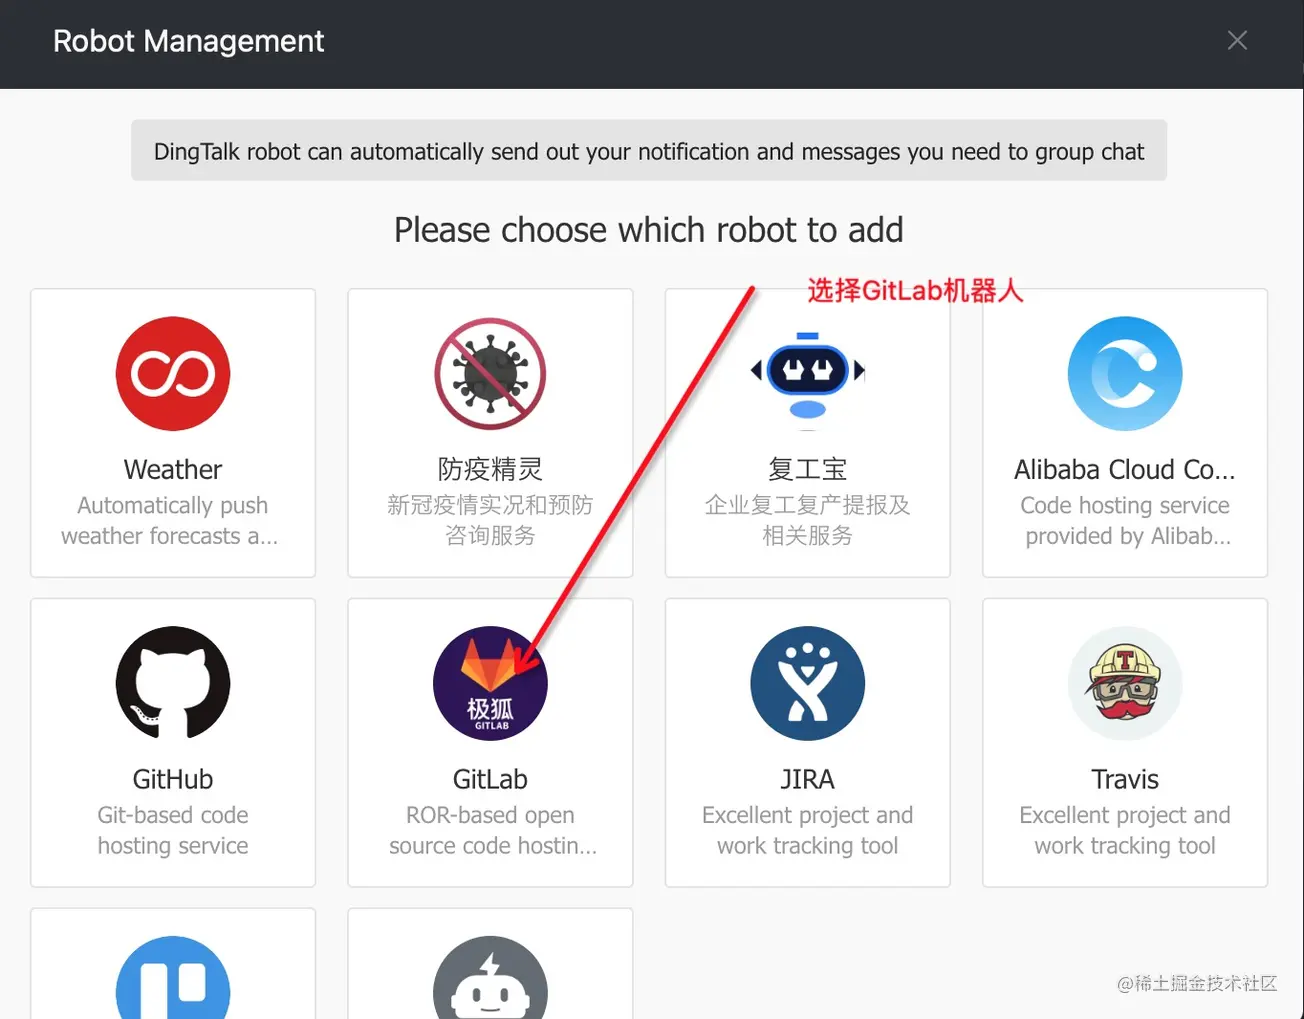 Robot Management
DingTalk robot can automatically send out your notification and messages you need to group chat
Please choose which robot to add
选择GitLab机器人
Weather
Automatically push
weather forecasts a...
防疫精灵
新冠疫情实况和预防
咨询服务
复工宝
企业复工复产提报及
相关服务
Alibaba Cloud Co...
Code hosting service
provided by Alibab...
GitHub
Git-based code
hosting service
极狐
GITLAB
GitLab
ROR-based open
source code hostin...
JIRA
Excellent project and
work tracking tool
T
Travis
Excellent project and
work tracking tool
@稀土掘金技术社区